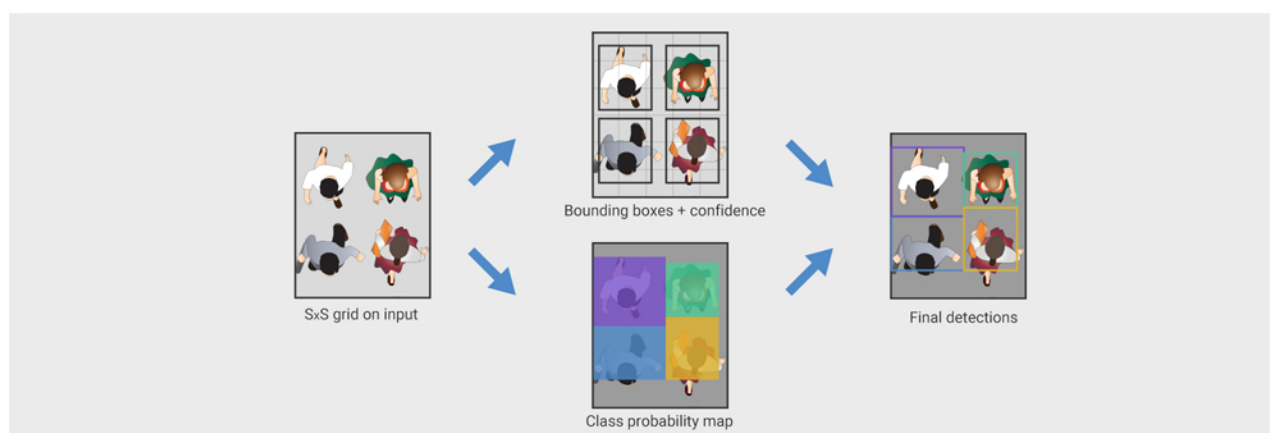 SxS grid on input
Bounding boxes + confidence
Class probability map
Final detections